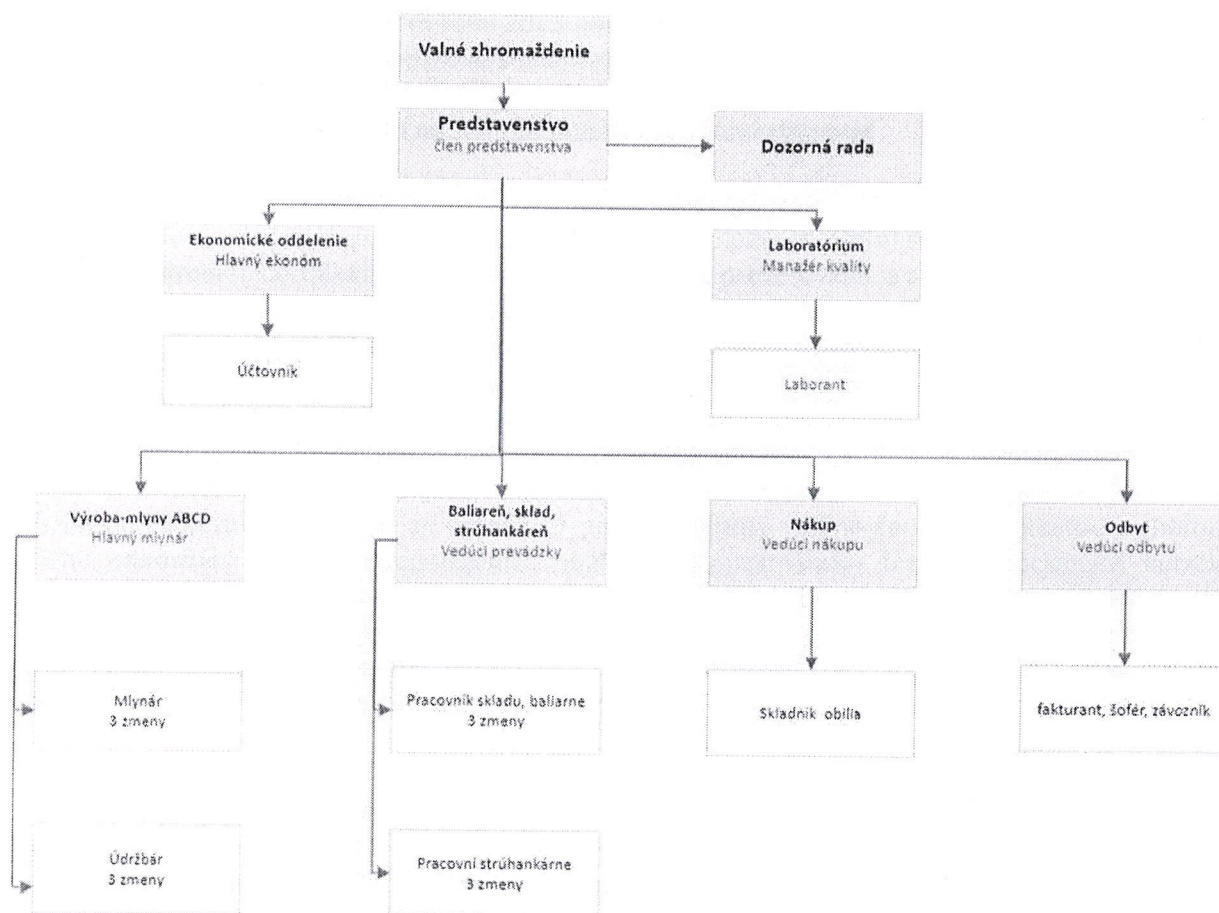 Valné zhromaždenie
Predstavenstvo
člen predstavenstva
Dozorná rada
Ekonomické oddelenie
Hlavný ekonóm
Laboratórium
Manažér kvality
Účtovník
Laborant
Výroba-mlyny ABCD
Hlavný mlynár
Baliareň, sklad,
strúhankáreň
Vedúci prevádzky
Nákup
Vedúci nákupu
Odbyt
Vedúci odbytu
Mlynár
3 zmeny
Pracovník skladu, baliarne
3 zmeny
Skladník obilia
fakturant, šofér, závozník
Údržbár
3 zmeny
Pracovní strúhankárne
3 zmeny